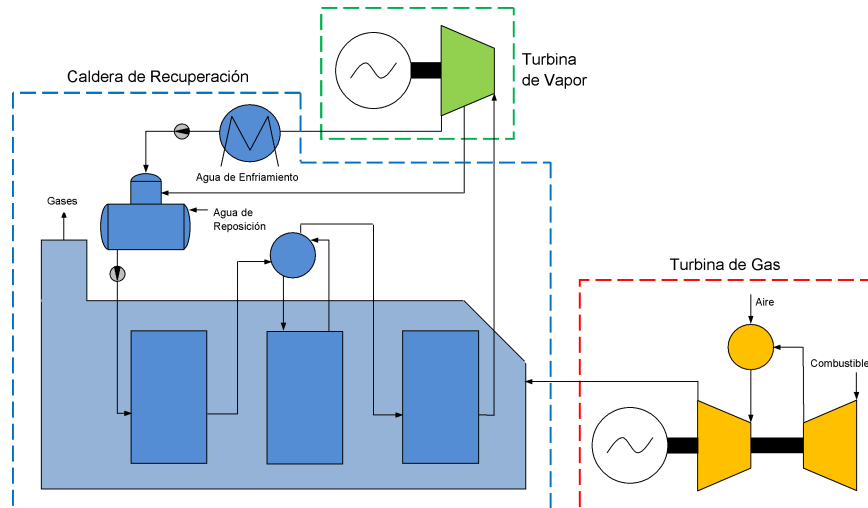 Caldera de Recuperación
Turbina
de Vapor
Agua de Enfriamiento
Gases
Agua de
Reposición
Turbina de Gas
Aire
Combustible